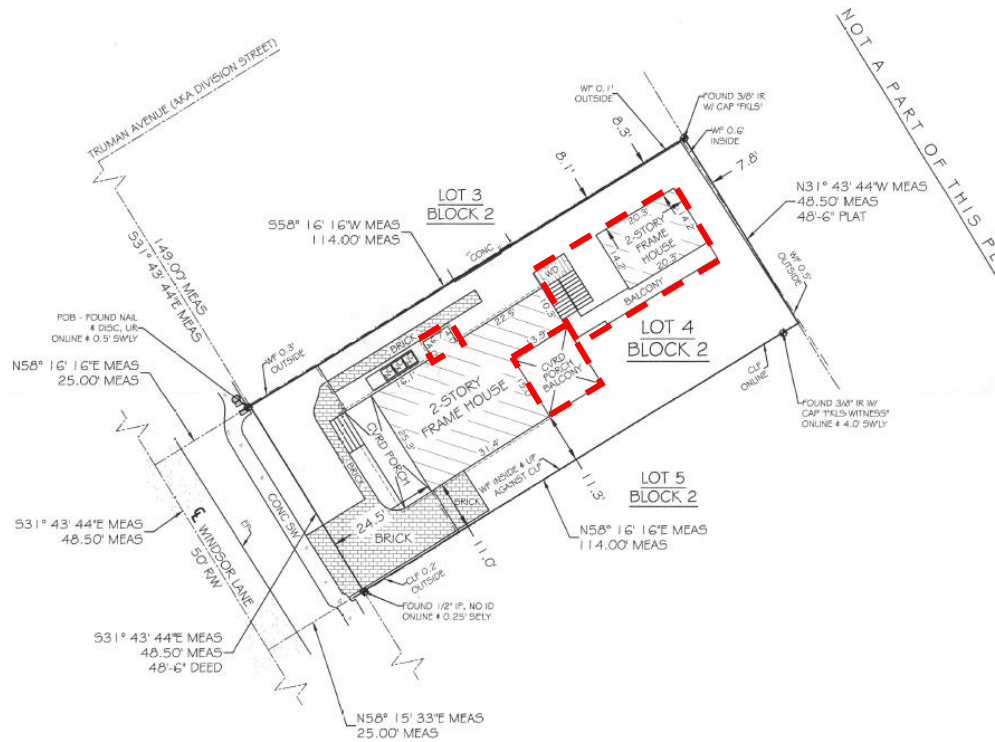 NOT A PART OF THIS PL
TRUMAN AVENUE (AKA DIVISION STREET)
149.00' MEAS
S31° 43' 44"E MEAS
LOT 3
BLOCK 2
S58° 16' 16"W MEAS
114.00' MEAS
CONC
WF 0.1'
OUTSIDE
8.3'
8.1'
FOUND 3/8" IR
W/ CAP "FKLS"
WF 0.6'
INSIDE
7.8'
N31° 43' 44"W MEAS
48.50' MEAS
48'-6" PLAT
WF 0.5'
OUTSIDE
20.3'
14.2'
2-STORY
FRAME
HOUSE
14.2'
20.3'
WD
BALCONY
LOT 4
BLOCK 2
POB - FOUND NAIL
& DISC, UR
ONLINE & 0.5' SWLY
WF 0.3'
OUTSIDE
N58° 16' 16"E MEAS
25.00' MEAS
BRICK
22.5'
10.3'
13.9'
16.1'
2-STORY
FRAME HOUSE
CVRD
PORCH
BALCONY
25.3'
CVRD PORCH
31.4'
BRICK
CLF
ONLINE
FOUND 3/8" IR W/
CAP "FKLS WITNESS"
ONLINE & 4.0' SWLY
WF INSIDE & UP
AGAINST CLF
11.3'
LOT 5
BLOCK 2
N58° 16' 16"E MEAS
114.00' MEAS
BRICK
24.5'
BRICK
11.0'
CONC SW
EP
S31° 43' 44"E MEAS
48.50' MEAS
℄ WINDSOR LANE
50' R/W
CLF 0.2'
OUTSIDE
FOUND 1/2" IP, NO ID
ONLINE & 0.25' SELY
S31° 43' 44"E MEAS
48.50' MEAS
48'-6" DEED
N58° 15' 33"E MEAS
25.00' MEAS